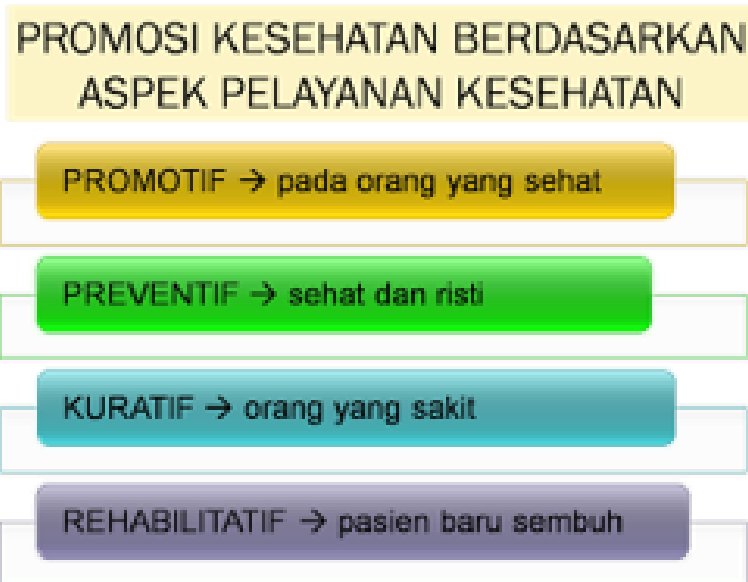 PROMOSI KESEHATAN BERDASARKAN
ASPEK PELAYANAN KESEHATAN
PROMOTIF → pada orang yang sehat
PREVENTIF → sehat dan risti
KURATIF → orang yang sakit
REHABILITATIF → pasien baru sembuh